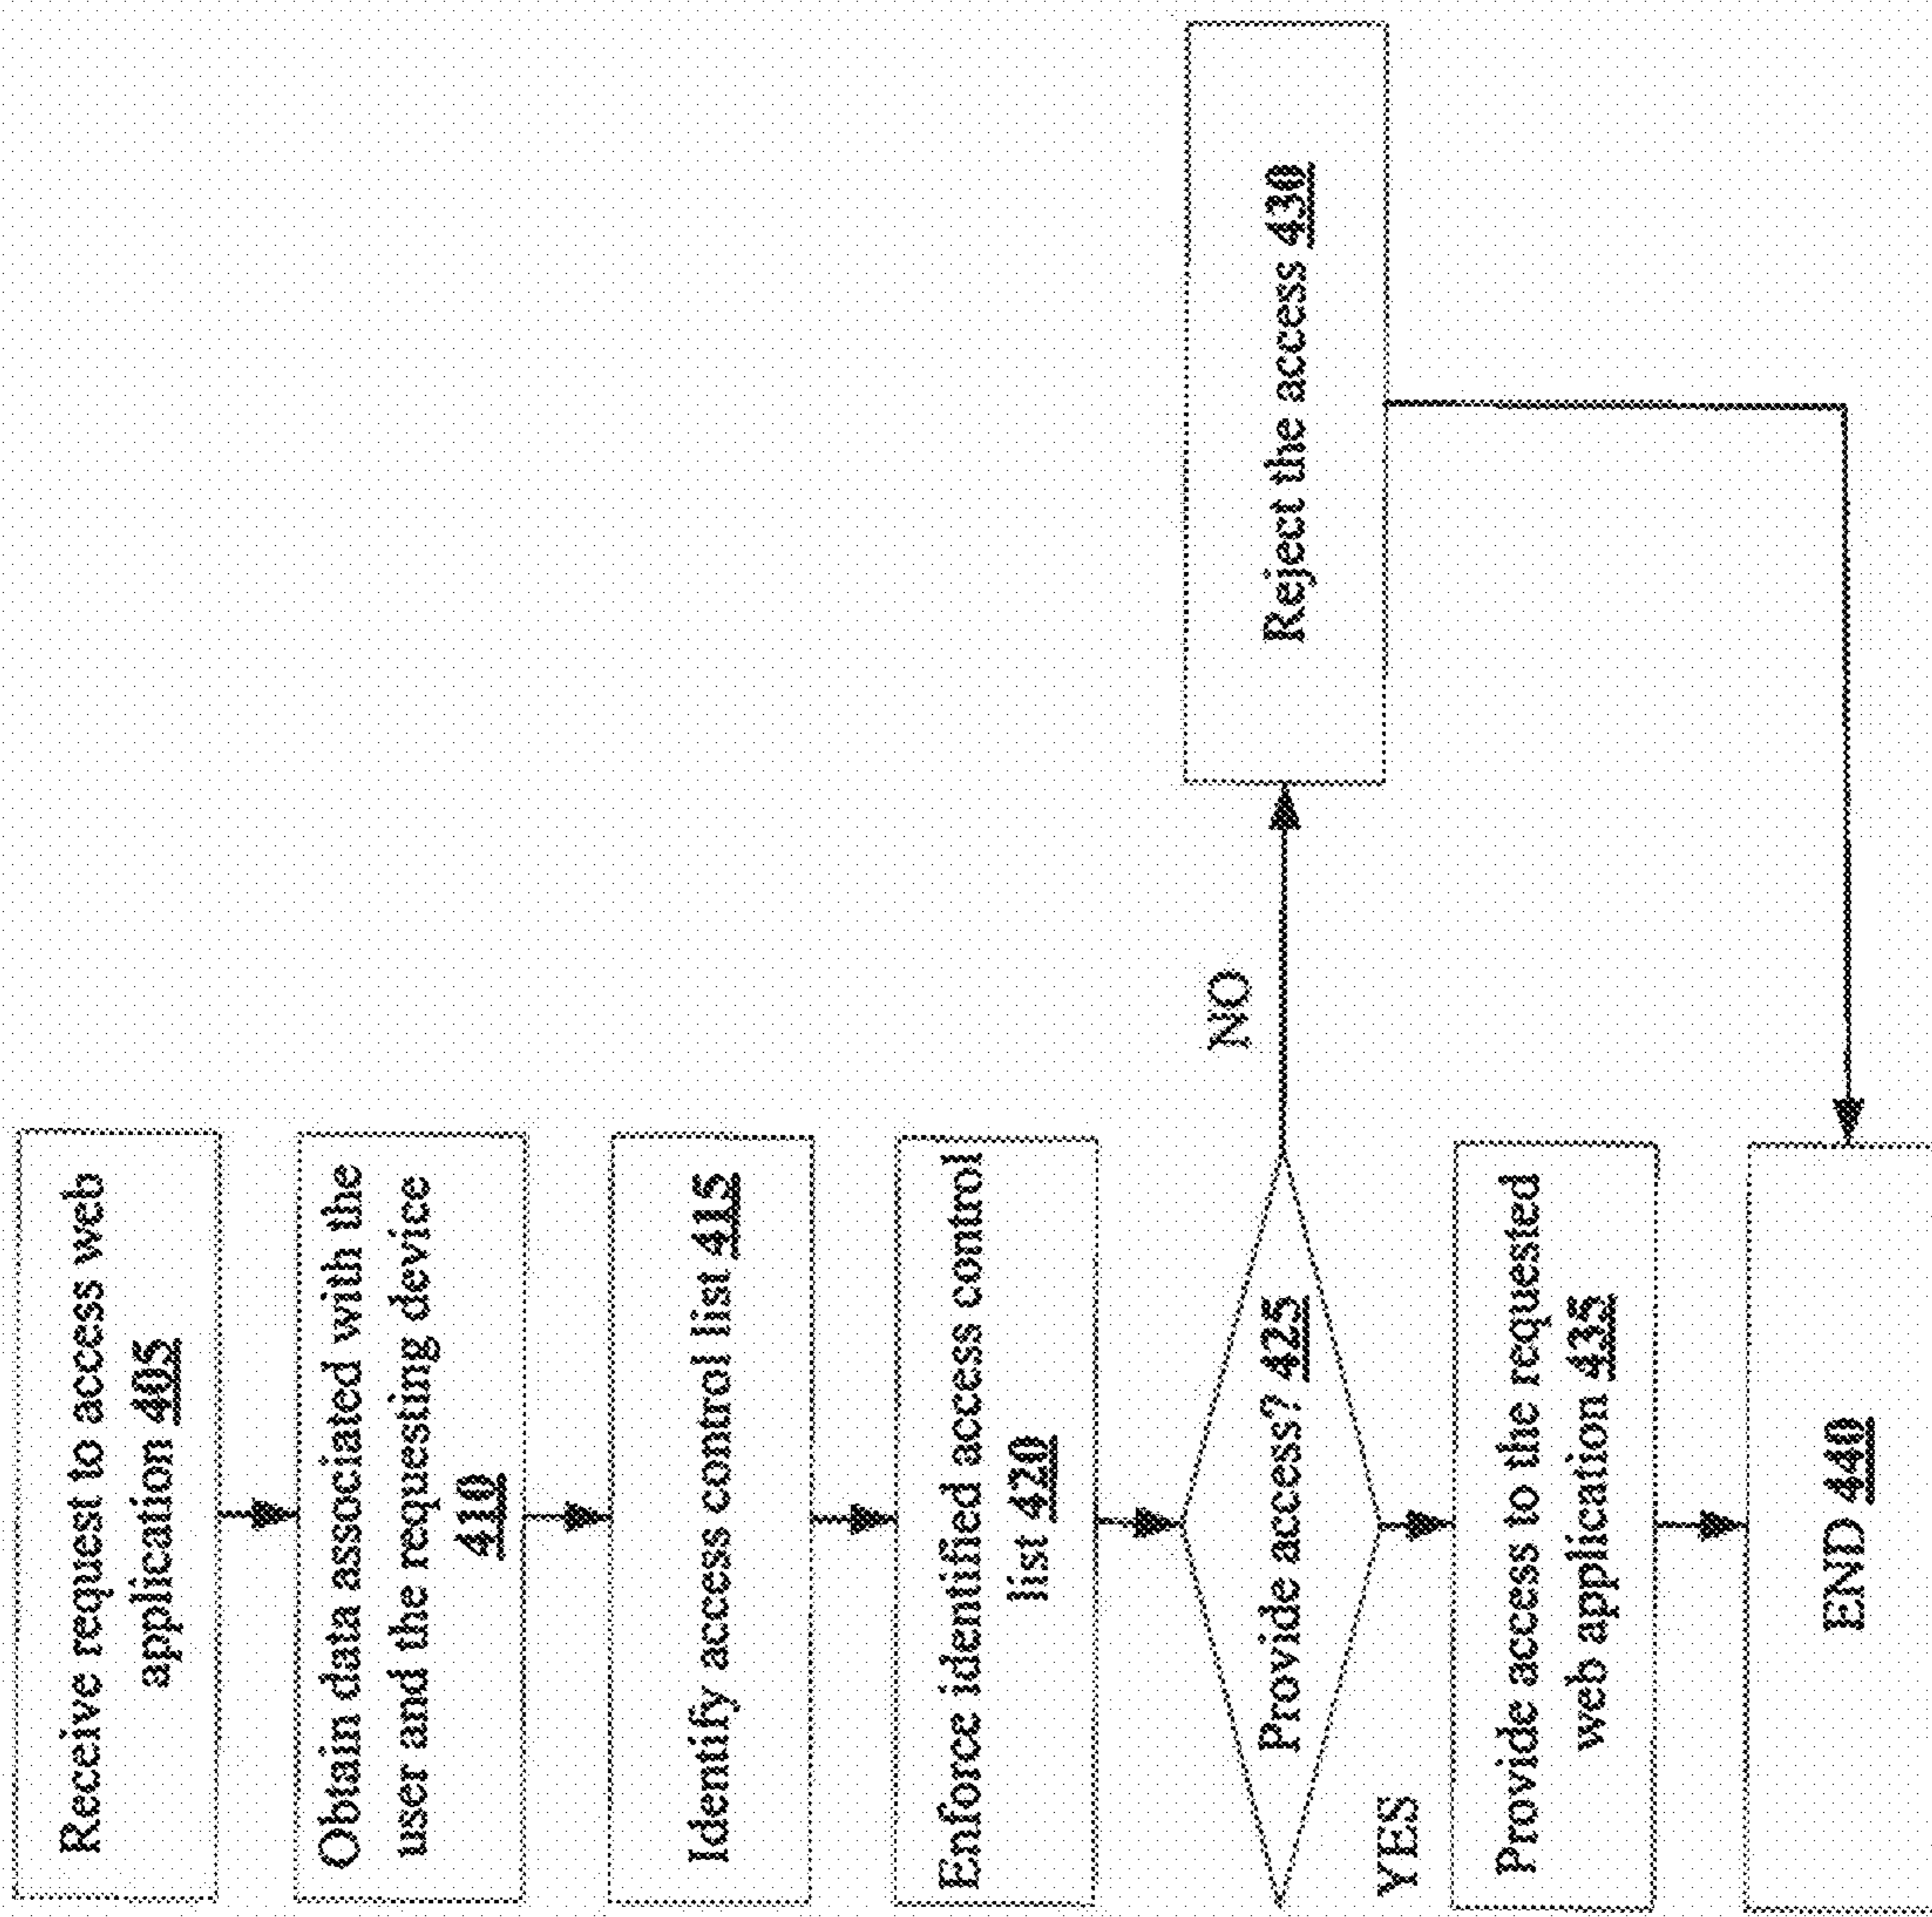 Receive request to access web
application 405
Obtain data associated with the
user and the requesting device
410
Identify access control list 415
Enforce identified access control
list 420
Provide access? 425
NO
Reject the access 430
YES
Provide access to the requested
web application 435
END 440